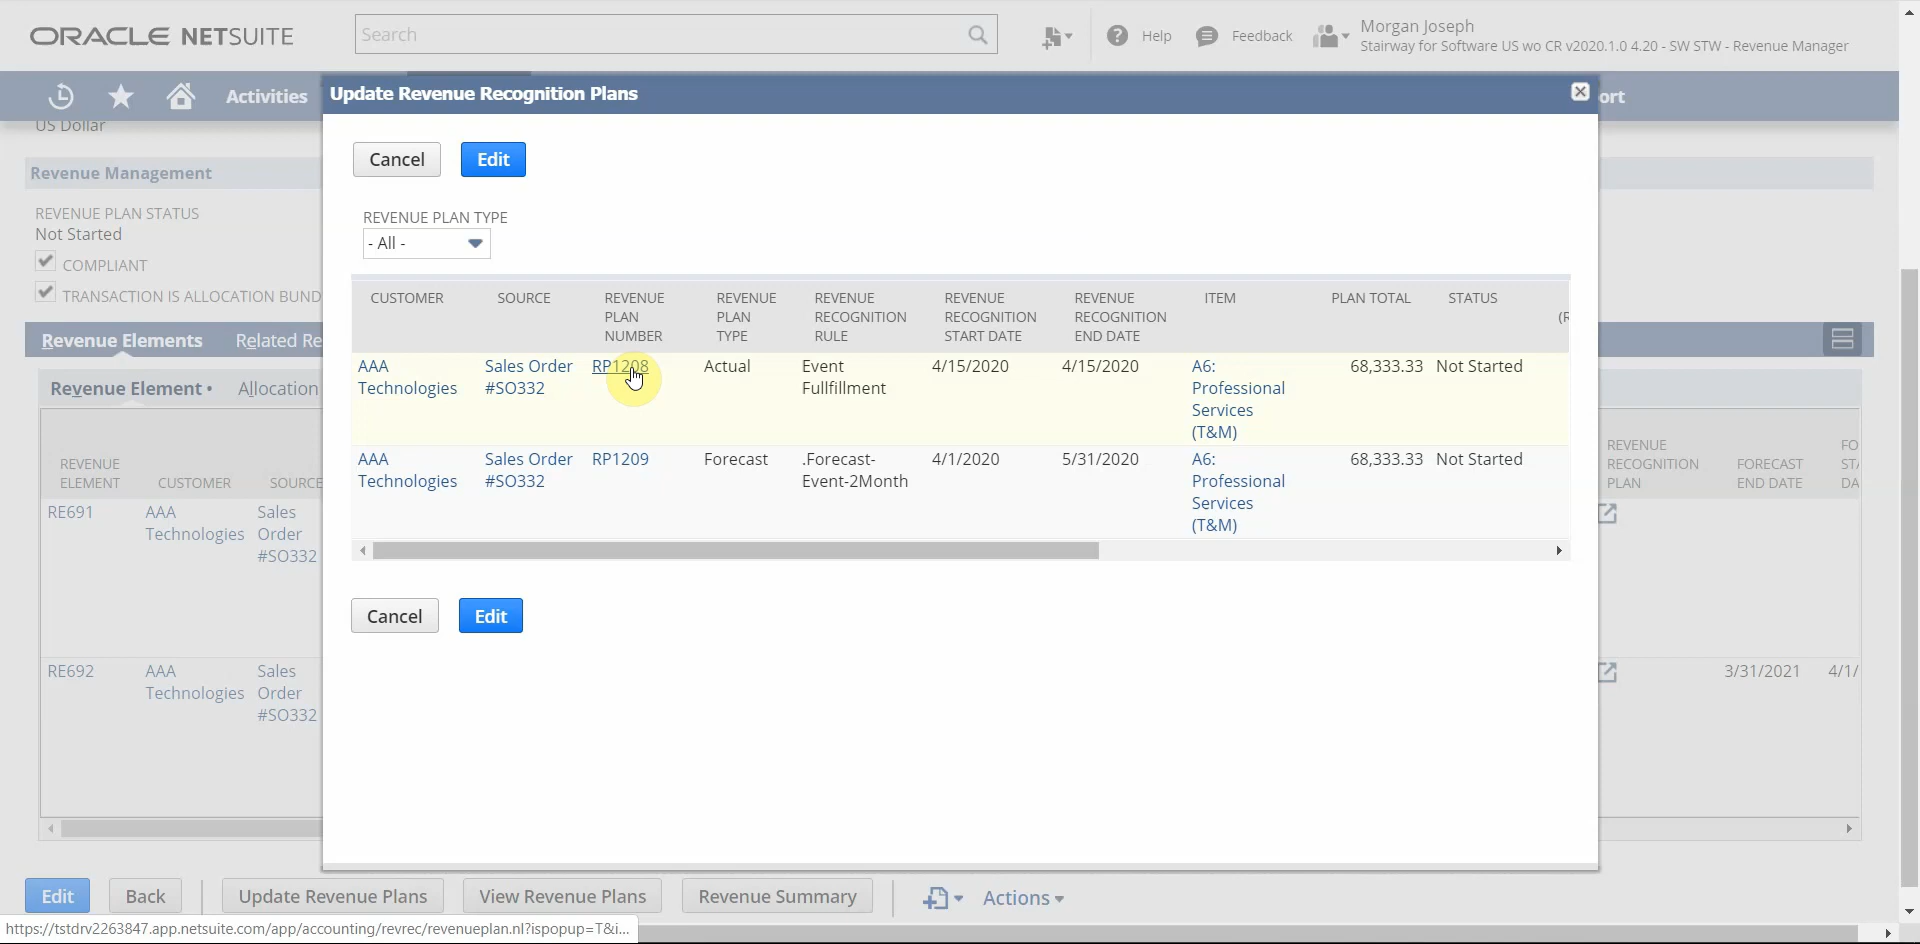 ORACLE NETSUITE
Search
Help
Feedback
Morgan Joseph
Stairway for Software US wo CR v2020.1.0 4.20 - SW STW - Revenue Manager
Activities
ort
US Dollar
Revenue Management
REVENUE PLAN STATUS
Not Started
COMPLIANT
TRANSACTION IS ALLOCATION BUND
Revenue Elements
Related Re
Revenue Element •
Allocation
REVENUE ELEMENT
CUSTOMER
SOURCE
RE691
AAA Technologies
Sales Order #SO332
RE692
AAA Technologies
Sales Order #SO332
Update Revenue Recognition Plans
Cancel
Edit
REVENUE PLAN TYPE
- All -
CUSTOMER
SOURCE
REVENUE PLAN NUMBER
REVENUE PLAN TYPE
REVENUE RECOGNITION RULE
REVENUE RECOGNITION START DATE
REVENUE RECOGNITION END DATE
ITEM
PLAN TOTAL
STATUS
(R
AAA Technologies
Sales Order #SO332
RP1208
Actual
Event Fullfillment
4/15/2020
4/15/2020
A6: Professional Services (T&M)
68,333.33
Not Started
AAA Technologies
Sales Order #SO332
RP1209
Forecast
.Forecast-Event-2Month
4/1/2020
5/31/2020
A6: Professional Services (T&M)
68,333.33
Not Started
Cancel
Edit
REVENUE RECOGNITION PLAN
FORECAST END DATE
FO
STA
DA
3/31/2021
4/1/
Edit
Back
Update Revenue Plans
View Revenue Plans
Revenue Summary
Actions
https://tstdrv2263847.app.netsuite.com/app/accounting/revrec/revenueplan.nl?ispopup=T&i...